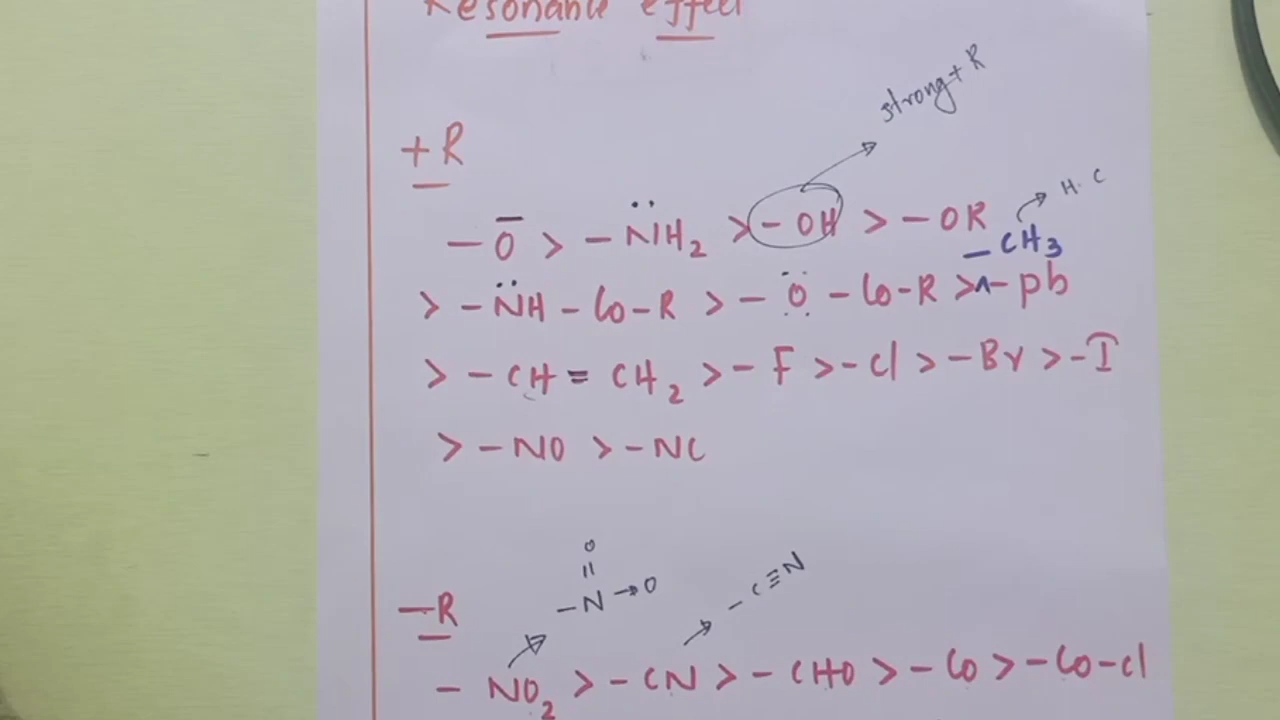 Resonance effect
strong + R
+ R
H. C
– Ō > – N̈H₂ > – OH > – OR
– CH₃
> – N̈H – CO – R > – Ö – CO – R > ^ – ph
> – CH = CH₂ > – F > – Cl > – Br > – I
> – NO > – NC
O
||
– N → O
– C ≡ N
– R
– NO₂ > – CN > – CHO > – CO > – CO – Cl